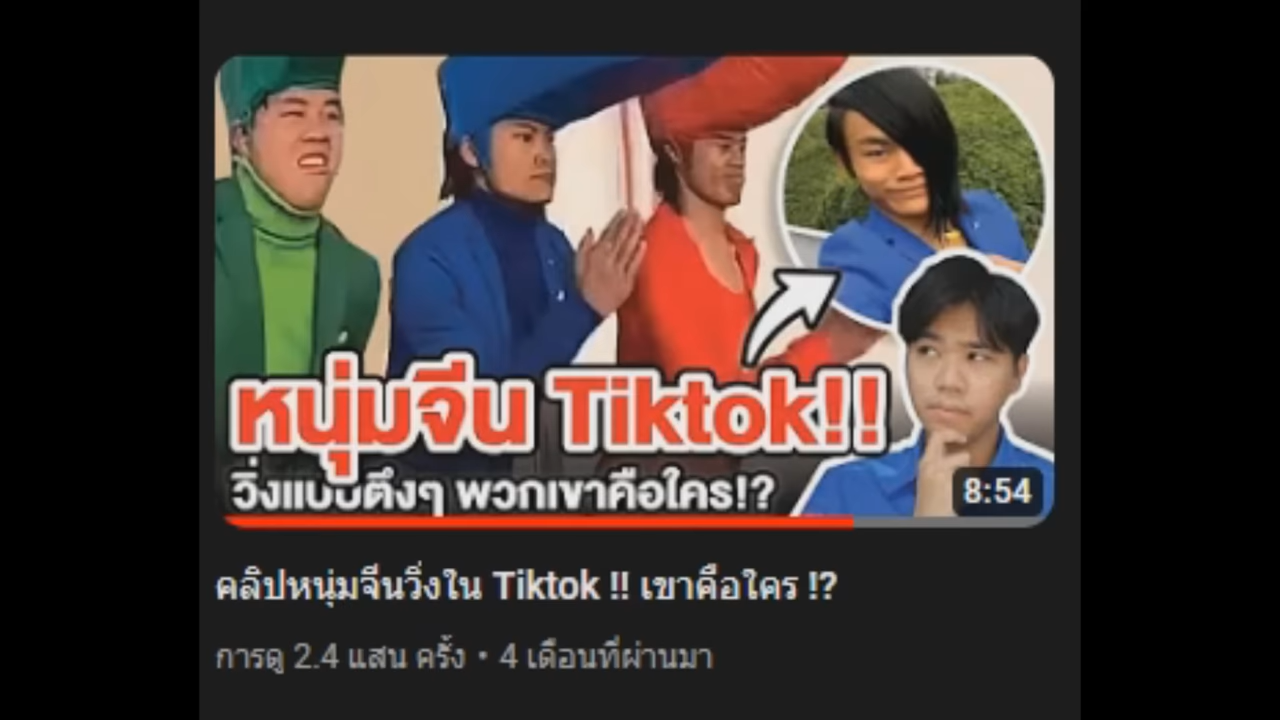 หนุ่มจีน Tiktok!!
วิ่งแบบตึงๆ พวกเขาคือใคร!?
8:54
คลิปหนุ่มจีนวิ่งใน Tiktok !! เขาคือใคร !?
การดู 2.4 แสน ครั้ง • 4 เดือนที่ผ่านมา